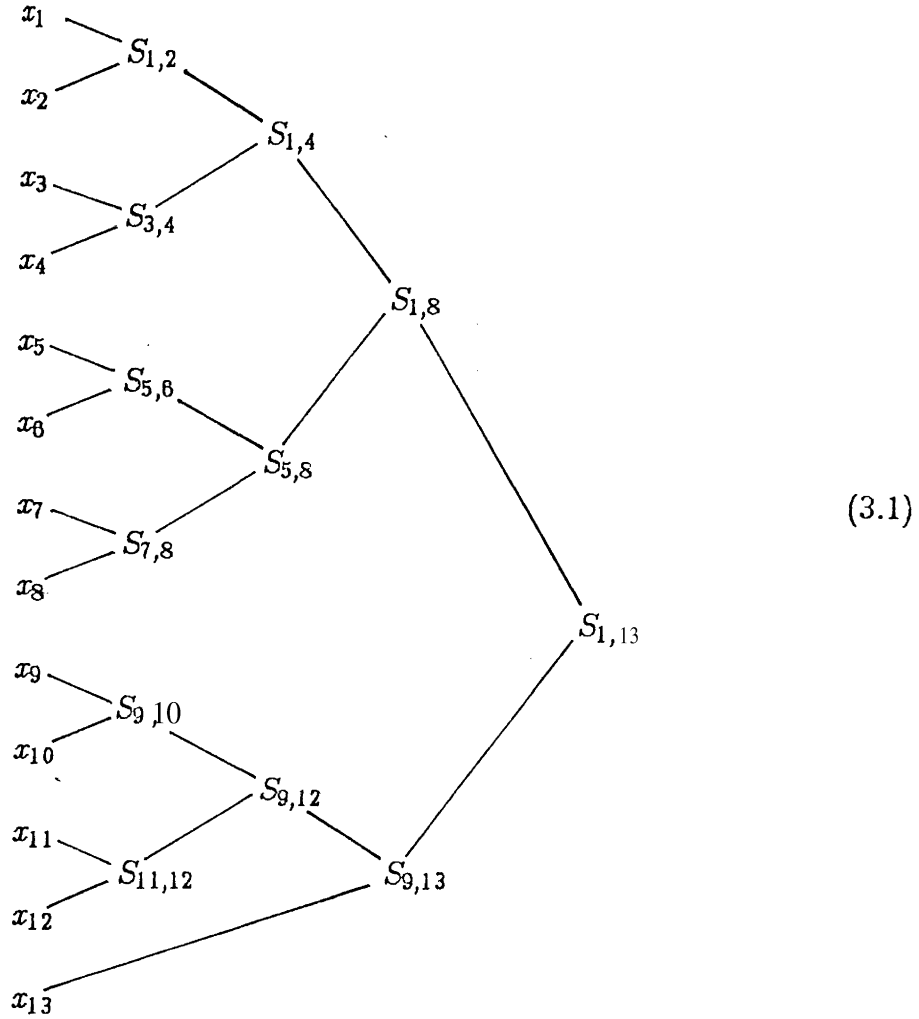 x1
S1,2
x2
S1,4
x3
S3,4
x4
S1,8
x5
S5,6
x6
S5,8
x7
(3.1)
S7,8
x8
S1,13
x9
S9,10
x10
S9,12
x11
S11,12
S9,13
x12
x13